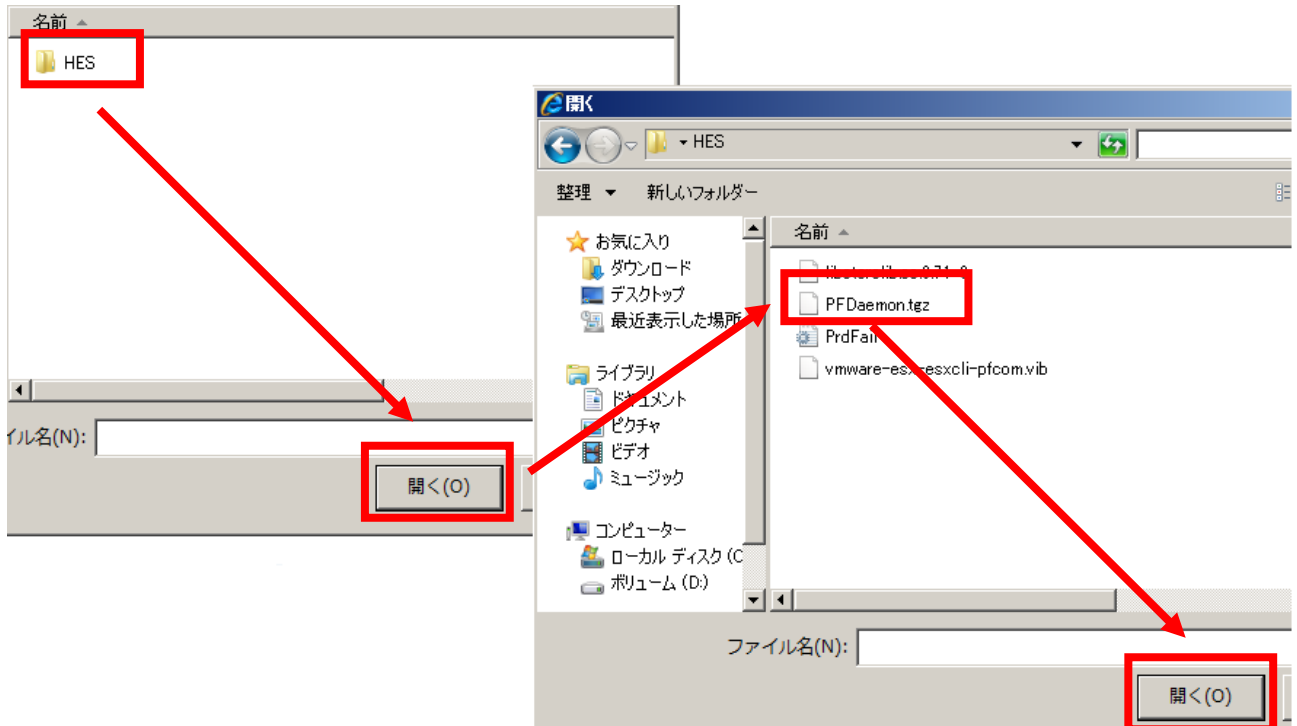 名前
HES
イル名(N):
開く(O)
開く
HES
整理 新しいフォルダー
お気に入り
ダウンロード
デスクトップ
最近表示した場所
ライブラリ
ドキュメント
ピクチャ
ビデオ
ミュージック
コンピューター
ローカル ディスク (C
ボリューム (D:)
名前
PFDaemon.tgz
PrdFail
vmware-esx-esxcli-pfcom.vib
ファイル名(N):
開く(O)